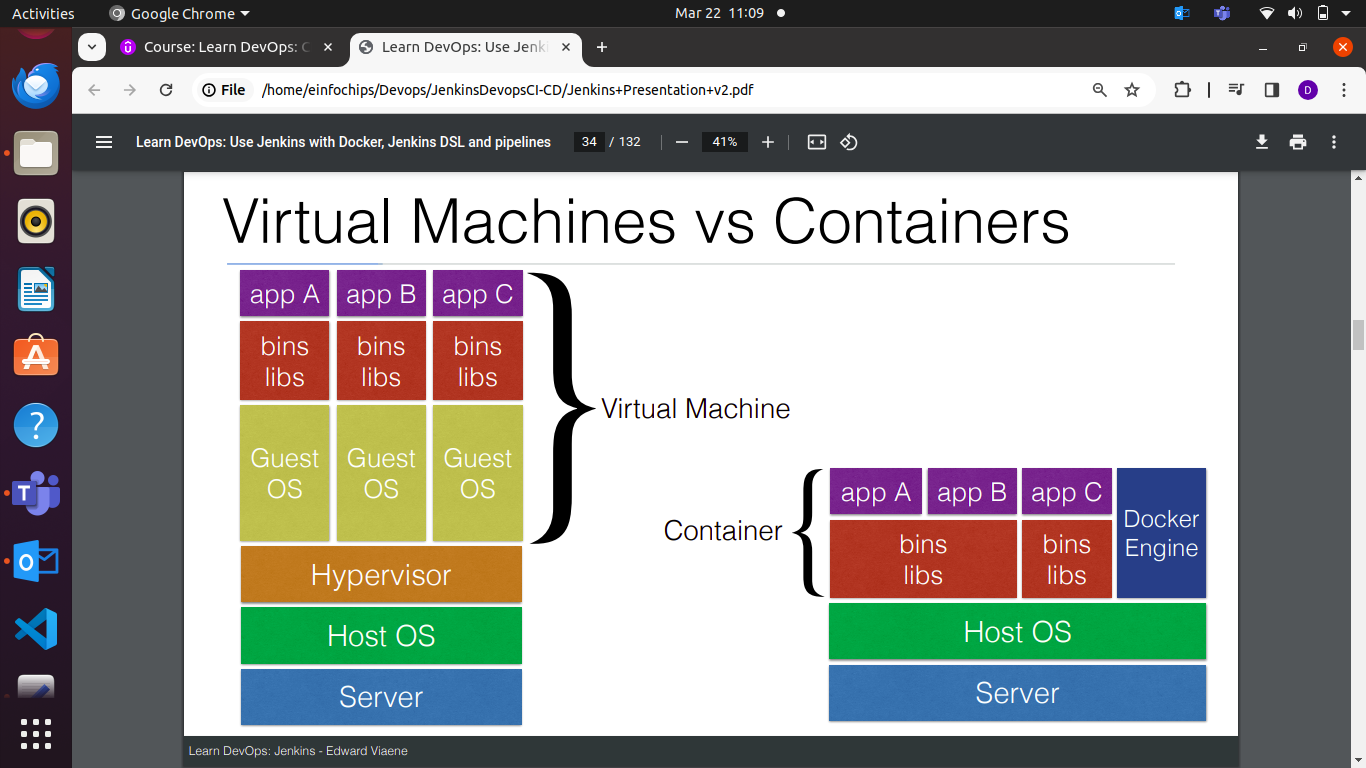 Activities
Google Chrome
Mar 22 11:09
Course: Learn DevOps: C
Learn DevOps: Use Jenki
File
/home/einfochips/Devops/JenkinsDevopsCI-CD/Jenkins+Presentation+v2.pdf
D
Learn DevOps: Use Jenkins with Docker, Jenkins DSL and pipelines
34 / 132
41%
Virtual Machines vs Containers
app A app B app C
bins bins bins
libs libs libs
Guest Guest Guest
OS OS OS
Hypervisor
Host OS
Server
Virtual Machine
Container
app A app B app C
bins bins
libs libs
Docker
Engine
Host OS
Server
Learn DevOps: Jenkins - Edward Viaene